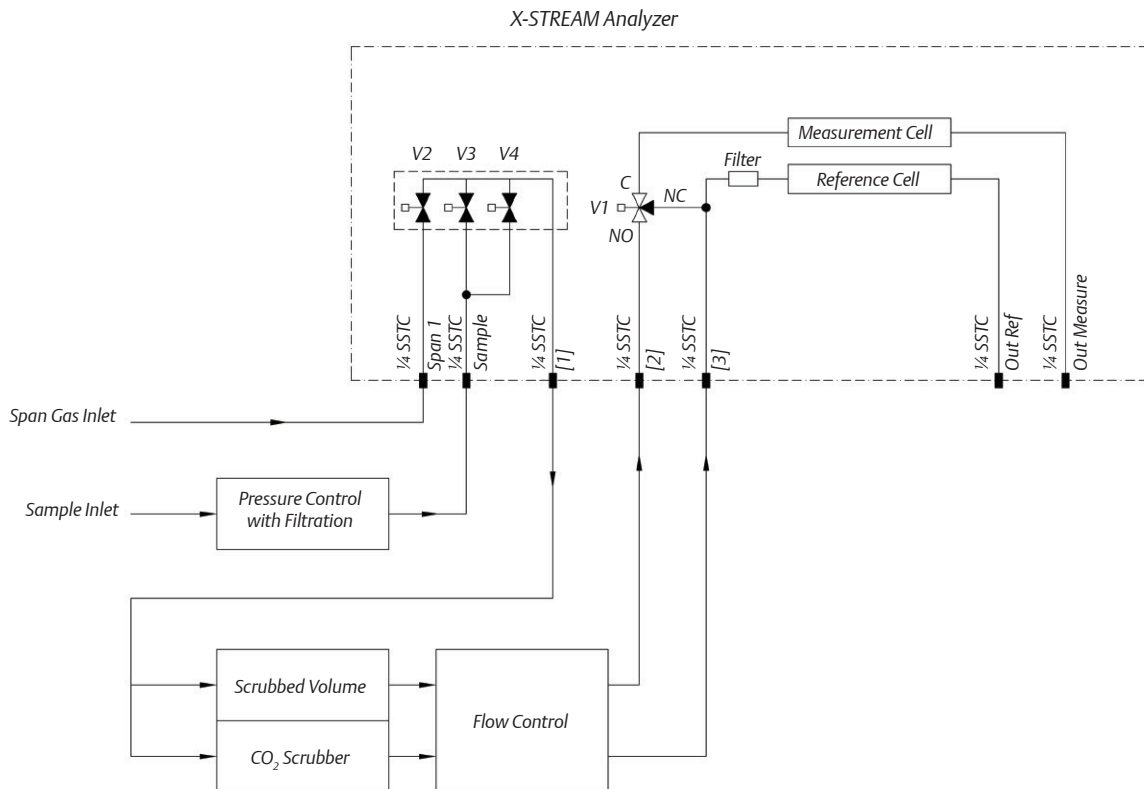 X-STREAM Analyzer
Measurement Cell
V2 V3 V4
Filter
Reference Cell
C
NC
V1
NO
¼ SSTC
Span 1
¼ SSTC
Sample
¼ SSTC
[1]
¼ SSTC
[2]
¼ SSTC
[3]
¼ SSTC
Out Ref
¼ SSTC
Out Measure
Span Gas Inlet
Sample Inlet
Pressure Control
with Filtration
Scrubbed Volume
Flow Control
CO₂ Scrubber